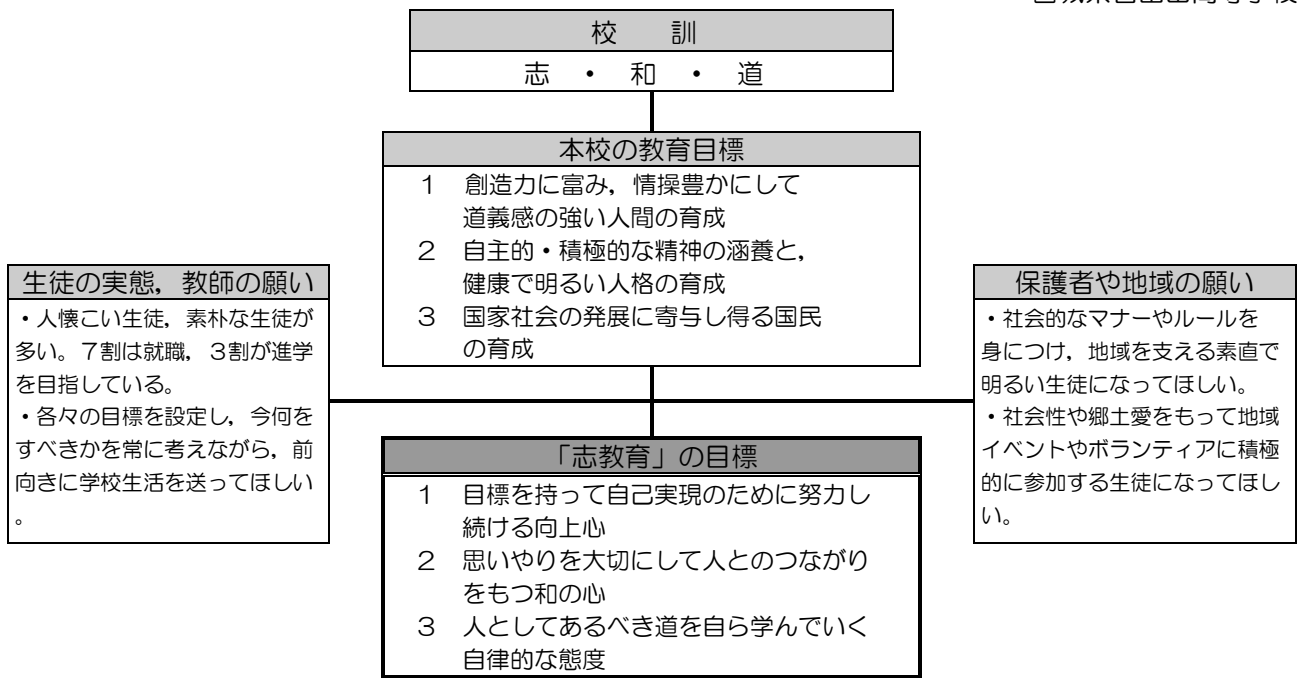 校　　訓
志　・　和　・　道
本校の教育目標
１　創造力に富み，情操豊かにして
道義感の強い人間の育成
２　自主的・積極的な精神の涵養と，
健康で明るい人格の育成
３　国家社会の発展に寄与し得る国民
の育成
生徒の実態，教師の願い
・人懐こい生徒，素朴な生徒が
多い。７割は就職，３割が進学
を目指している。
・各々の目標を設定し，今何を
すべきかを常に考えながら，前
向きに学校生活を送ってほしい
。
保護者や地域の願い
・社会的なマナーやルールを
身につけ，地域を支える素直で
明るい生徒になってほしい。
・社会性や郷土愛をもって地域
イベントやボランティアに積極
的に参加する生徒になってほし
い。
「志教育」の目標
１　目標を持って自己実現のために努力し
続ける向上心
２　思いやりを大切にして人とのつながり
をもつ和の心
３　人としてあるべき道を自ら学んでいく
自律的な態度